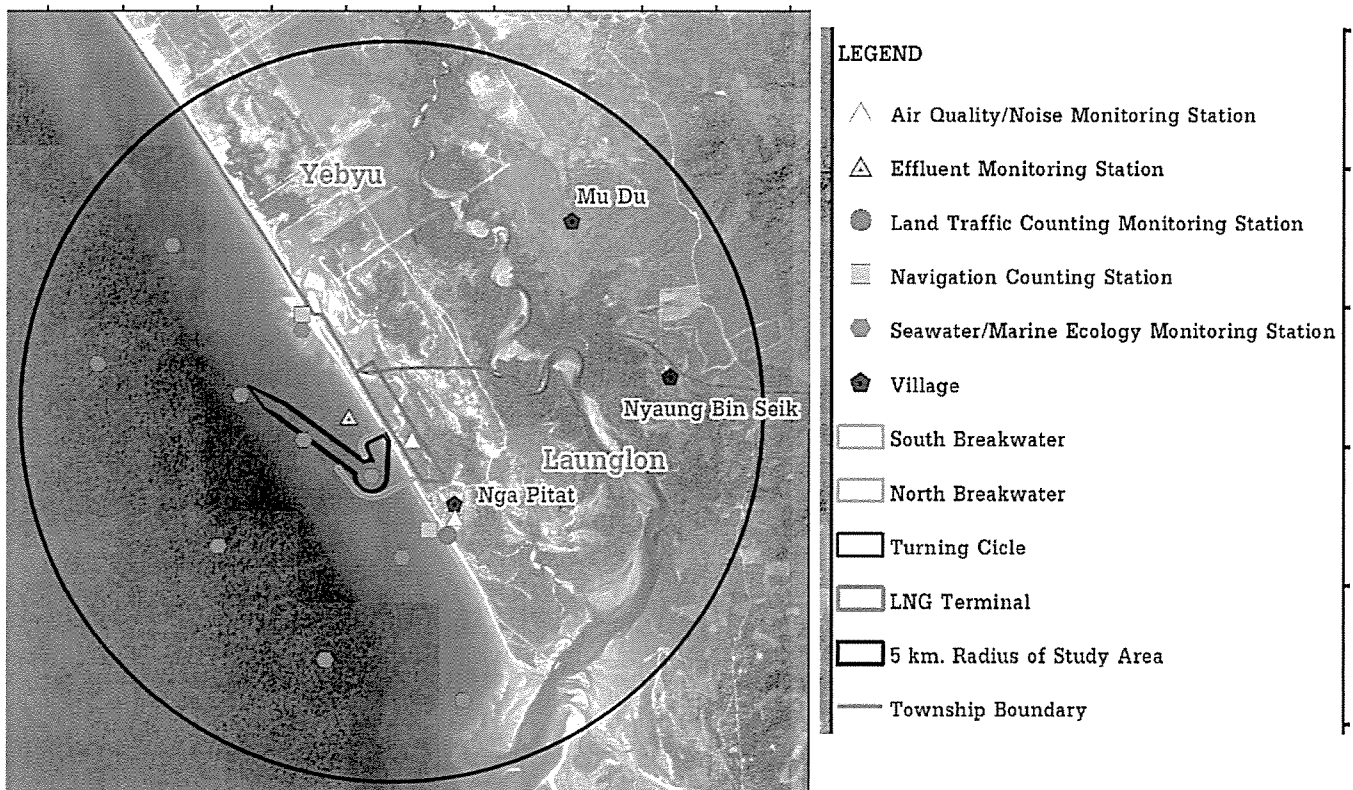 Yebyu
Mu Du
Nyaung Bin Seik
Launglon
Nga Pitat
LEGEND
Air Quality/Noise Monitoring Station
Effluent Monitoring Station
Land Traffic Counting Monitoring Station
Navigation Counting Station
Seawater/Marine Ecology Monitoring Station
Village
South Breakwater
North Breakwater
Turning Cicle
LNG Terminal
5 km. Radius of Study Area
Township Boundary